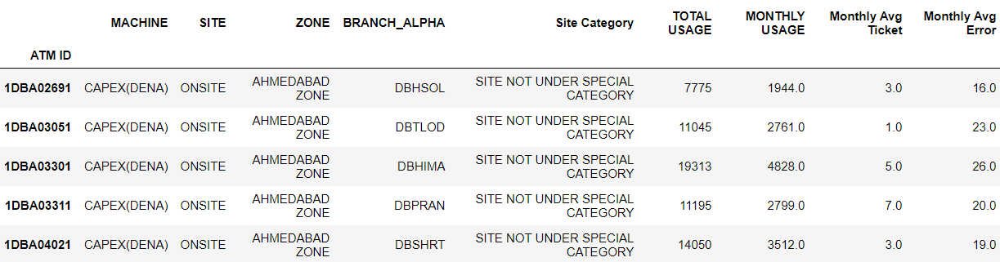 MACHINE SITE ZONE BRANCH_ALPHA Site Category TOTAL USAGE MONTHLY USAGE Monthly Avg Ticket Monthly Avg Error
ATM ID
1DBA02691 CAPEX(DENA) ONSITE AHMEDABAD ZONE DBHSOL SITE NOT UNDER SPECIAL CATEGORY 7775 1944.0 3.0 16.0
1DBA03051 CAPEX(DENA) ONSITE AHMEDABAD ZONE DBTLOD SITE NOT UNDER SPECIAL CATEGORY 11045 2761.0 1.0 23.0
1DBA03301 CAPEX(DENA) ONSITE AHMEDABAD ZONE DBHIMA SITE NOT UNDER SPECIAL CATEGORY 19313 4828.0 5.0 26.0
1DBA03311 CAPEX(DENA) ONSITE AHMEDABAD ZONE DBPRAN SITE NOT UNDER SPECIAL CATEGORY 11195 2799.0 7.0 20.0
1DBA04021 CAPEX(DENA) ONSITE AHMEDABAD ZONE DBSHRT SITE NOT UNDER SPECIAL CATEGORY 14050 3512.0 3.0 19.0